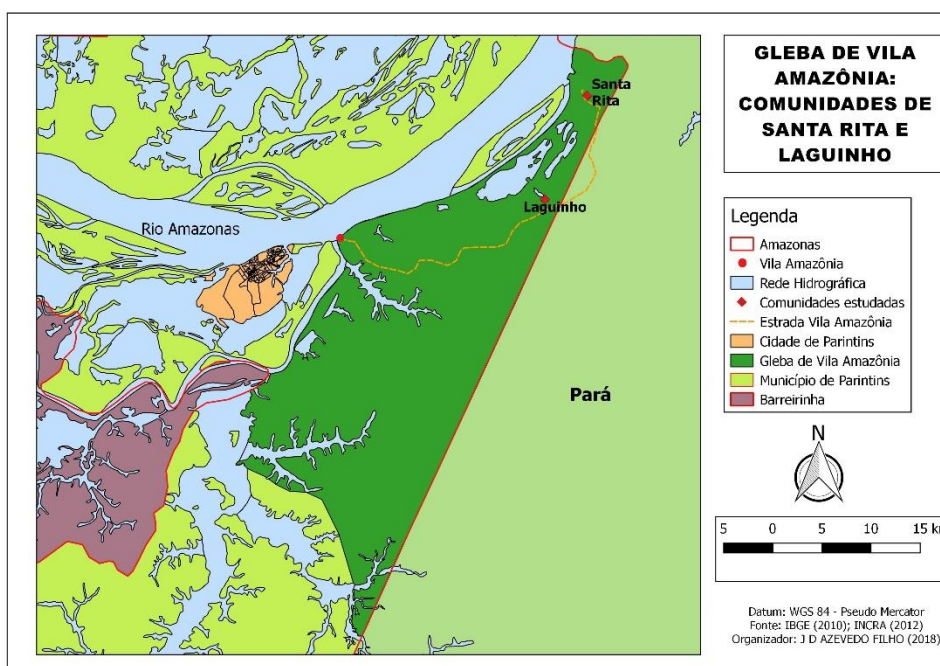 GLEBA DE VILA
AMAZÔNIA:
COMUNIDADES DE
SANTA RITA E
LAGUINHO
Santa
Rita
Laguinho
Rio Amazonas
Pará
Legenda
Amazonas
Vila Amazônia
Rede Hidrográfica
Comunidades estudadas
Estrada Vila Amazônia
Cidade de Parintins
Gleba de Vila Amazônia
Município de Parintins
Barreirinha
N
5 0 5 10 15 km
Datum: WGS 84 - Pseudo Mercator
Fonte: IBGE (2010); INCRA (2012)
Organizador: J D AZEVEDO FILHO (2018)